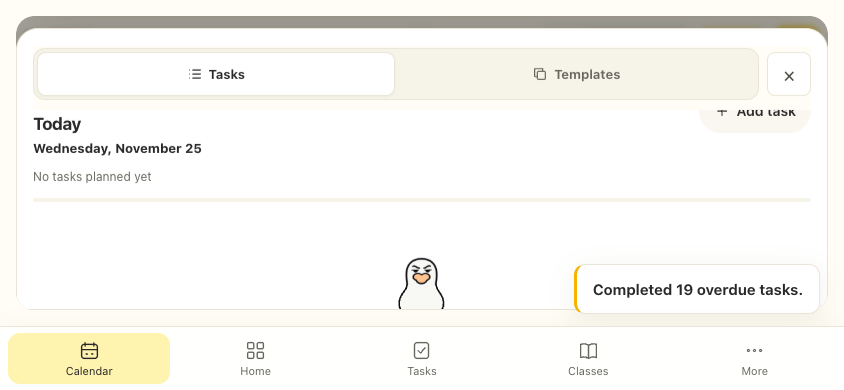 Tasks
Templates
Today
+ Add task
Wednesday, November 25
No tasks planned yet
Completed 19 overdue tasks.
Calendar
Home
Tasks
Classes
More